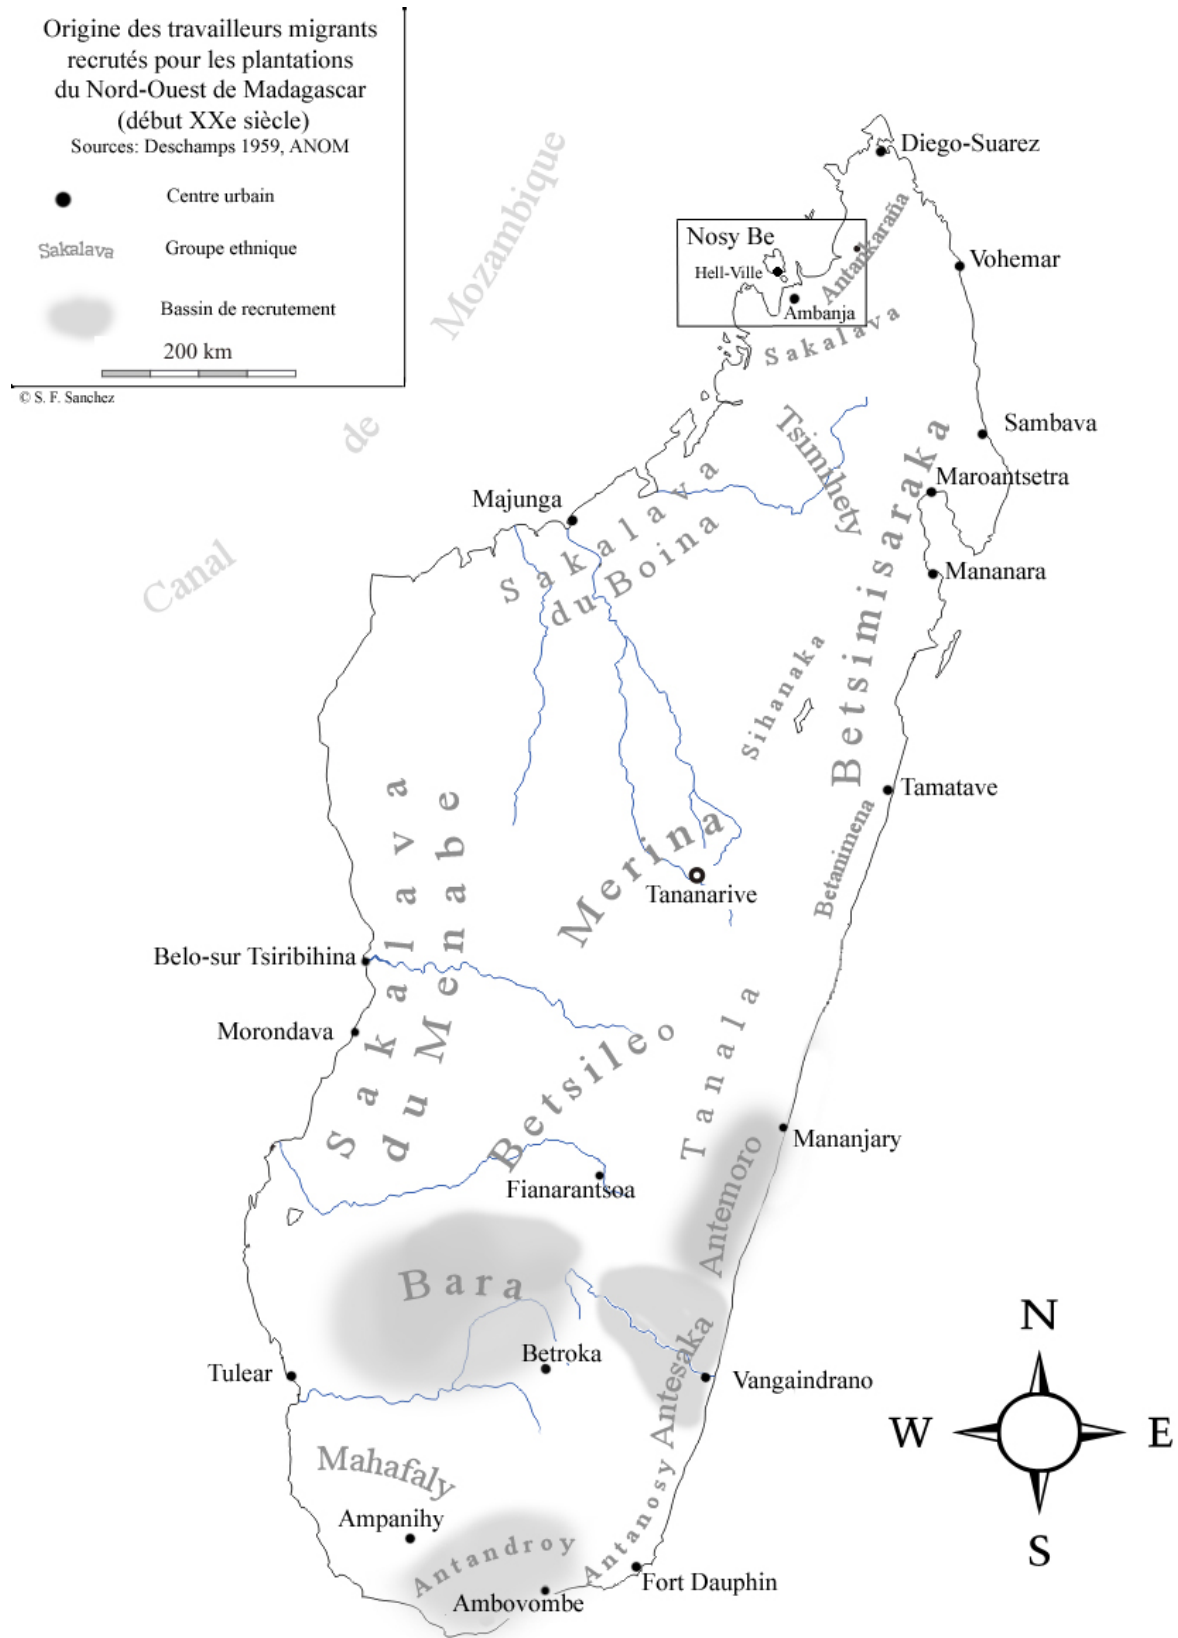 Origine des travailleurs migrants
recrutés pour les plantations
du Nord-Ouest de Madagascar
(début XXe siècle)
Sources: Deschamps 1959, ANOM
Centre urbain
Sakalava
Groupe ethnique
Bassin de recrutement
200 km
© S. F. Sanchez
Canal
de
Mozambique
Diego-Suarez
Antankaraña
Nosy Be
Hell-Ville
Ambanja
Vohemar
Sakalava
Tsimihety
Sambava
Maroantsetra
Majunga
Sakalava
du Boina
Mananara
Betsimisaraka
Sihanaka
Tamatave
Betanimena
Merina
Tananarive
Sakalava
du Menabe
Belo-sur Tsiribihina
Morondava
Betsileo
Tanala
Mananjary
Antemoro
Fianarantsoa
Bara
Betroka
Tulear
Antesaka
Vangaindrano
Mahafaly
Ampanihy
Antandroy
Antanosy
Ambovombe
Fort Dauphin
N
W
E
S